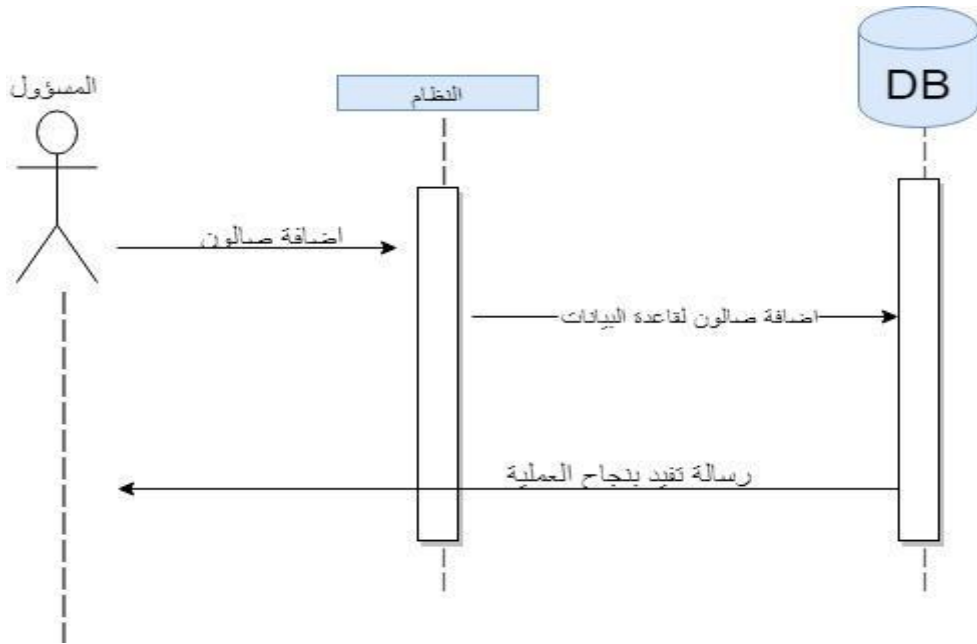 المسؤول
النظام
DB
اضافة صالون
اضافة صالون لقاعدة البيانات
رسالة تفيد بنجاح العملية